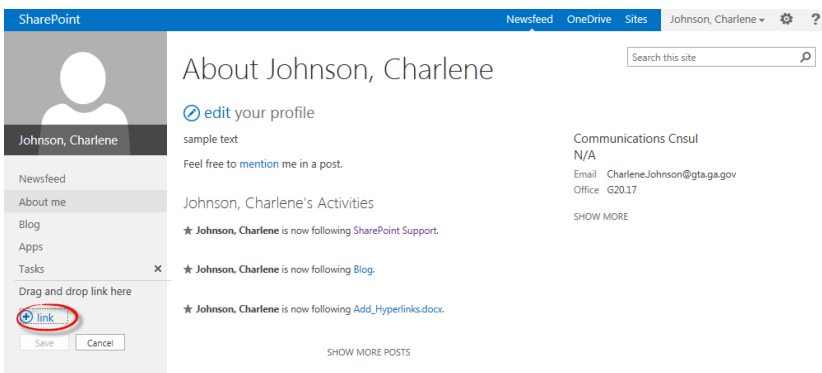 SharePoint
Newsfeed OneDrive Sites Johnson, Charlene ?
Search this site
About Johnson, Charlene
edit your profile
Johnson, Charlene
sample text
Feel free to mention me in a post.
Communications Cnsul
N/A
Email Charlene.Johnson@gta.ga.gov
Office G20.17
SHOW MORE
Newsfeed
About me
Blog
Apps
Tasks ×
Drag and drop link here
link
Save Cancel
Johnson, Charlene's Activities
Johnson, Charlene is now following SharePoint Support.
Johnson, Charlene is now following Blog.
Johnson, Charlene is now following Add_Hyperlinks.docx.
SHOW MORE POSTS